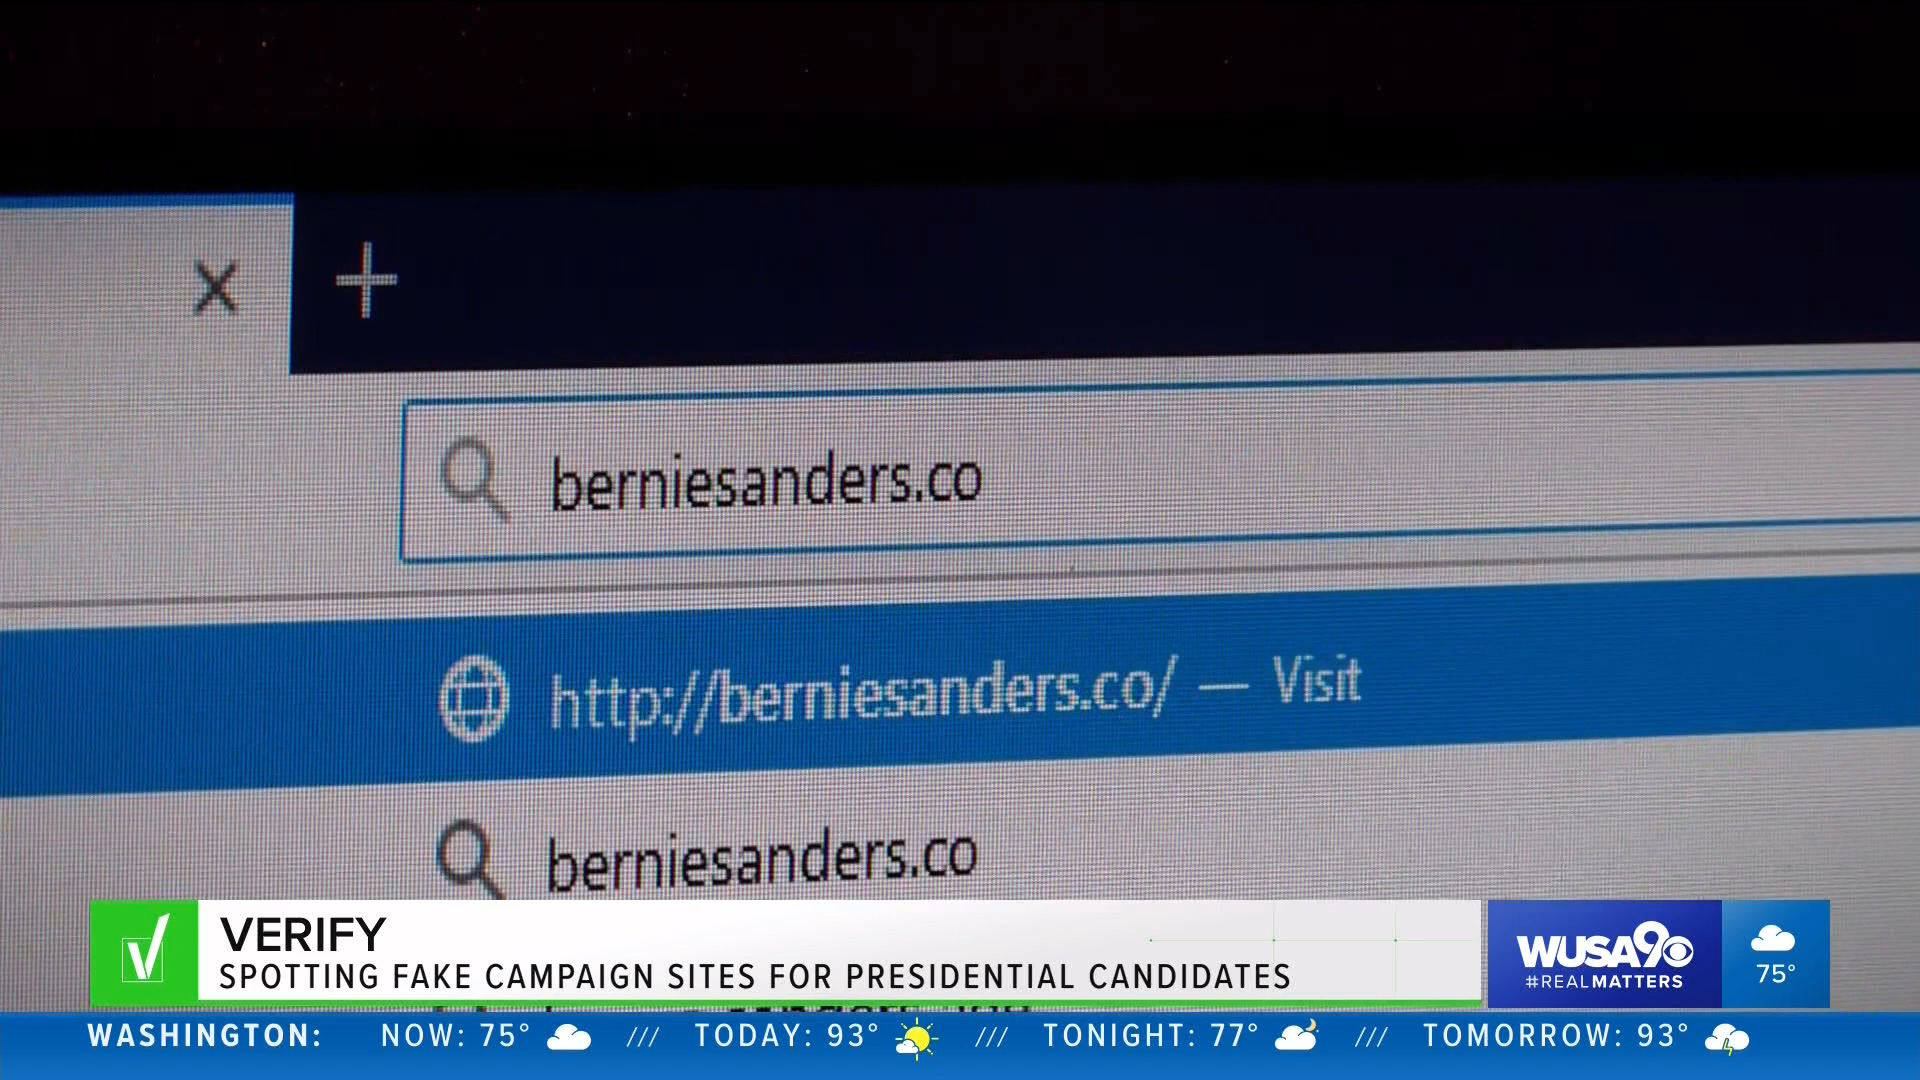 berniesanders.co
http://berniesanders.co/ — Visit
berniesanders.co
VERIFY
SPOTTING FAKE CAMPAIGN SITES FOR PRESIDENTIAL CANDIDATES
WUSA9
#REALMATTERS
75°
WASHINGTON: NOW: 75° /// TODAY: 93° /// TONIGHT: 77° /// TOMORROW: 93°